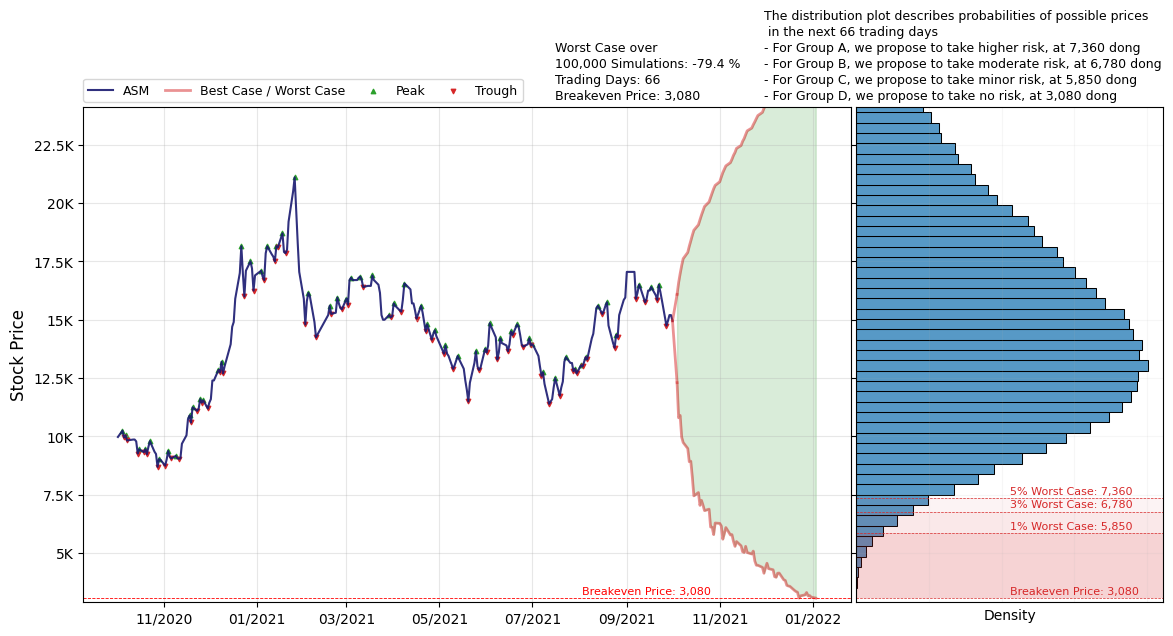 The distribution plot describes probabilities of possible prices
in the next 66 trading days
- For Group A, we propose to take higher risk, at 7,360 dong
- For Group B, we propose to take moderate risk, at 6,780 dong
- For Group C, we propose to take minor risk, at 5,850 dong
- For Group D, we propose to take no risk, at 3,080 dong
Worst Case over
100,000 Simulations: -79.4 %
Trading Days: 66
Breakeven Price: 3,080
ASM
Best Case / Worst Case
Peak
Trough
Stock Price
22.5K
20K
17.5K
15K
12.5K
10K
7.5K
5K
Breakeven Price: 3,080
11/2020
01/2021
03/2021
05/2021
07/2021
09/2021
11/2021
01/2022
5% Worst Case: 7,360
3% Worst Case: 6,780
1% Worst Case: 5,850
Breakeven Price: 3,080
Density